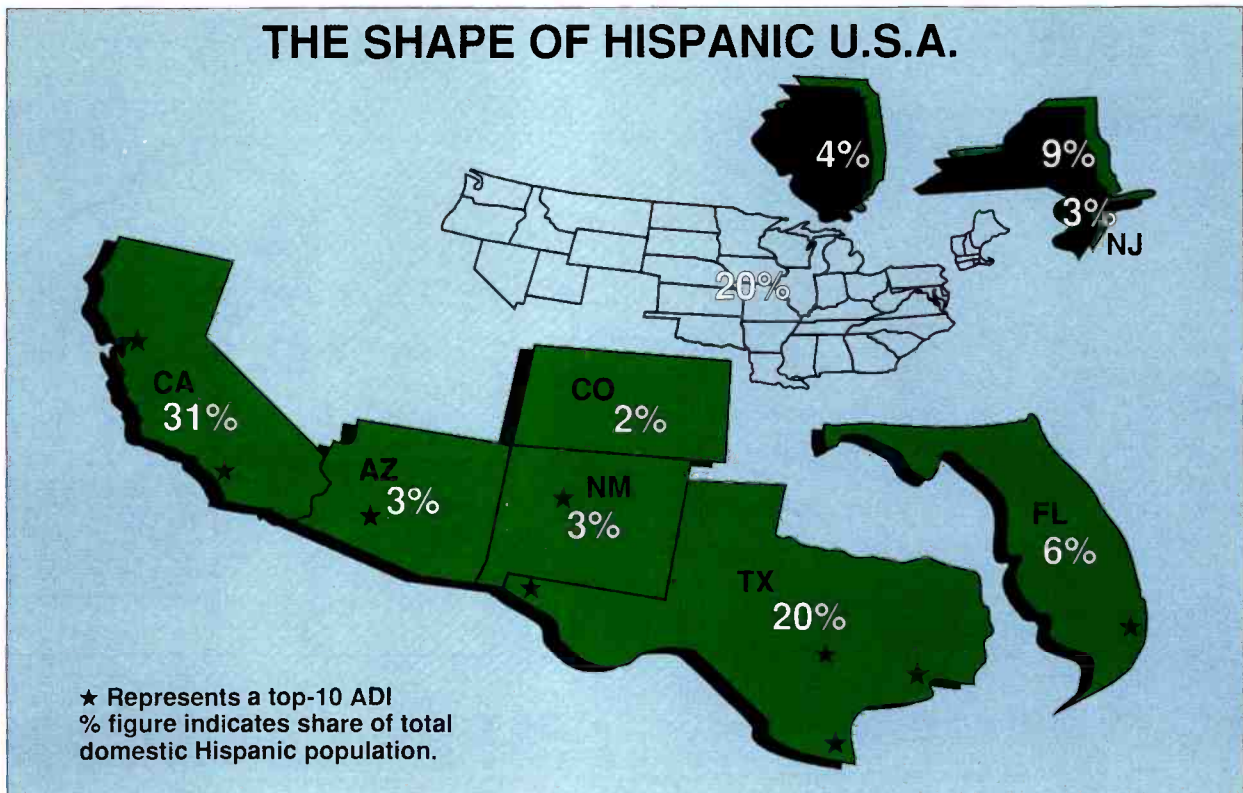 THE SHAPE OF HISPANIC U.S.A.
4%
9%
3%
NJ
20%
CA
31%
CO
2%
AZ
3%
NM
3%
FL
6%
TX
20%
★ Represents a top-10 ADI
% figure indicates share of total
domestic Hispanic population.